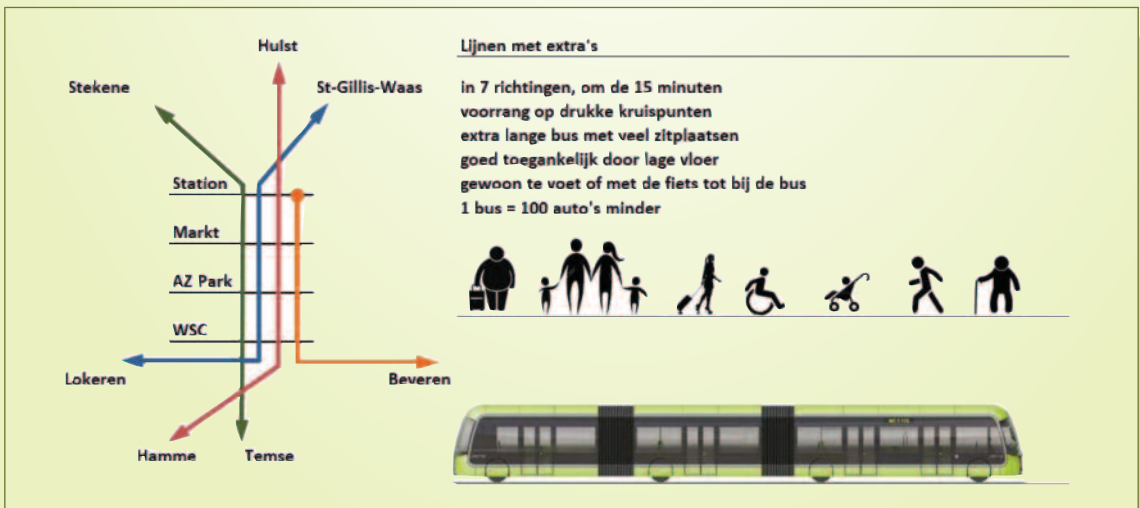 Hulst
Stekene
St-Gillis-Waas
Station
Markt
AZ Park
WSC
Lokeren
Beveren
Hamme
Temse
Lijnen met extra's
in 7 richtingen, om de 15 minuten
voorrang op drukke kruispunten
extra lange bus met veel zitplaatsen
goed toegankelijk door lage vloer
gewoon te voet of met de fiets tot bij de bus
1 bus = 100 auto's minder